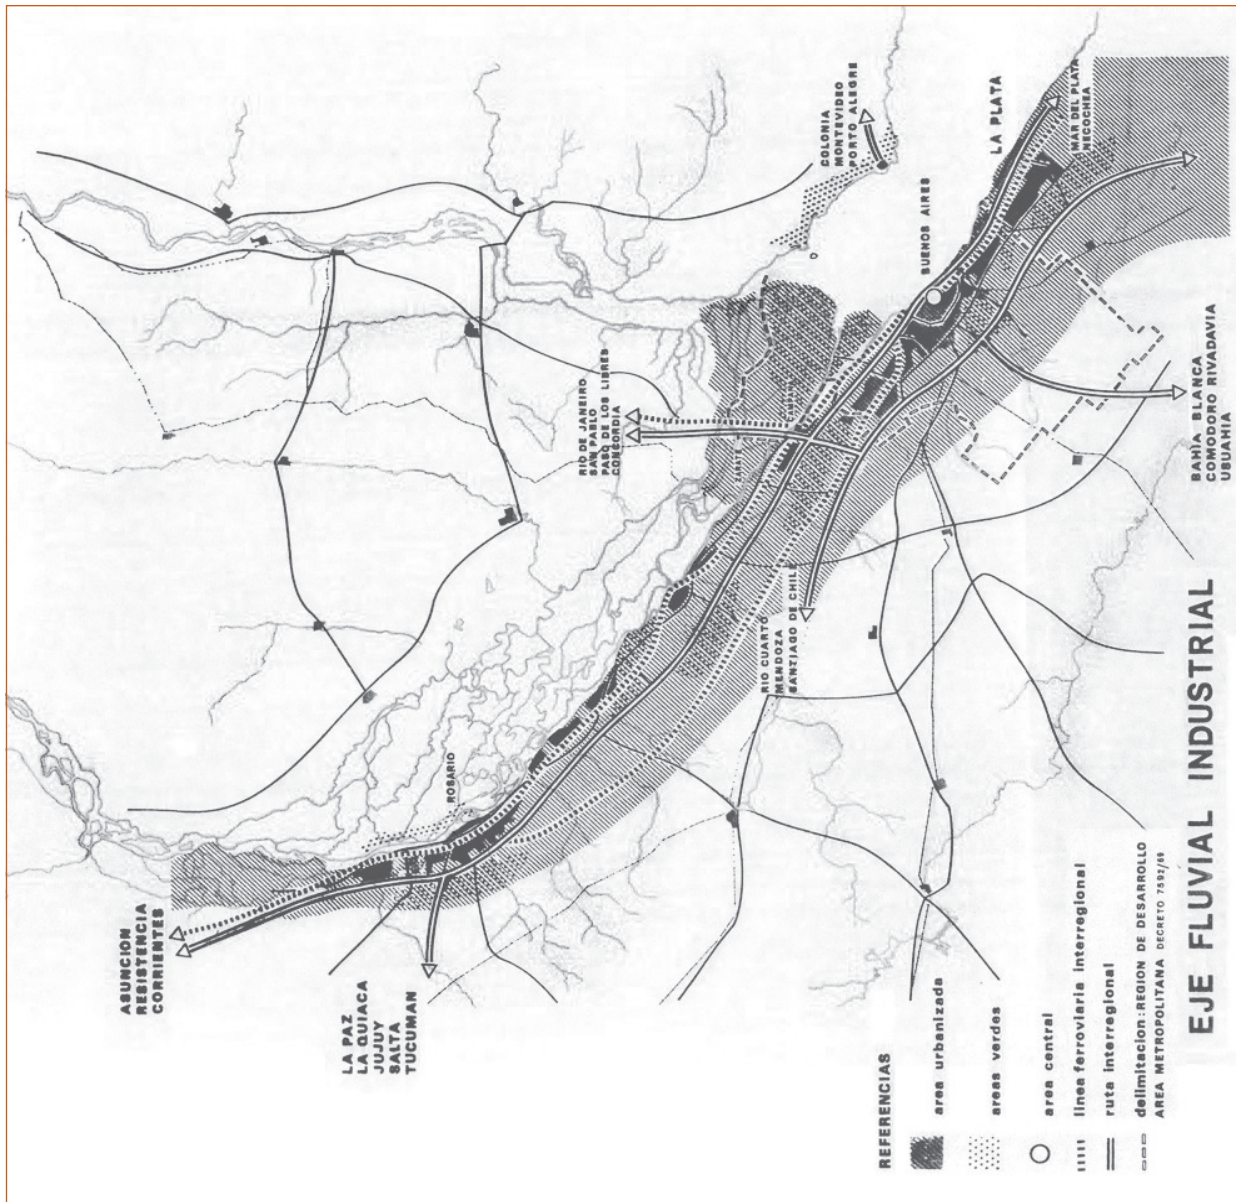 ASUNCION
RESISTENCIA
CORRIENTES
LA PAZ
LA QUIACA
JUJUY
SALTA
TUCUMAN
ROSARIO
RIO DE JANEIRO
SAN PABLO
PASO DE LOS LIBRES
CONCORDIA
ZARATE
CAMPANA
RIO CUARTO
MENDOZA
SANTIAGO DE CHILE
COLONIA
MONTEVIDEO
PORTO ALEGRE
BUENOS AIRES
LA PLATA
MAR DEL PLATA
NECOCHEA
BAHIA BLANCA
COMODORO RIVADAVIA
USUAHIA
REFERENCIAS
area urbanizada
areas verdes
area central
linea ferroviaria interregional
ruta interregional
delimitacion: REGION DE DESARROLLO
AREA METROPOLITANA DECRETO 7592/69
EJE FLUVIAL INDUSTRIAL